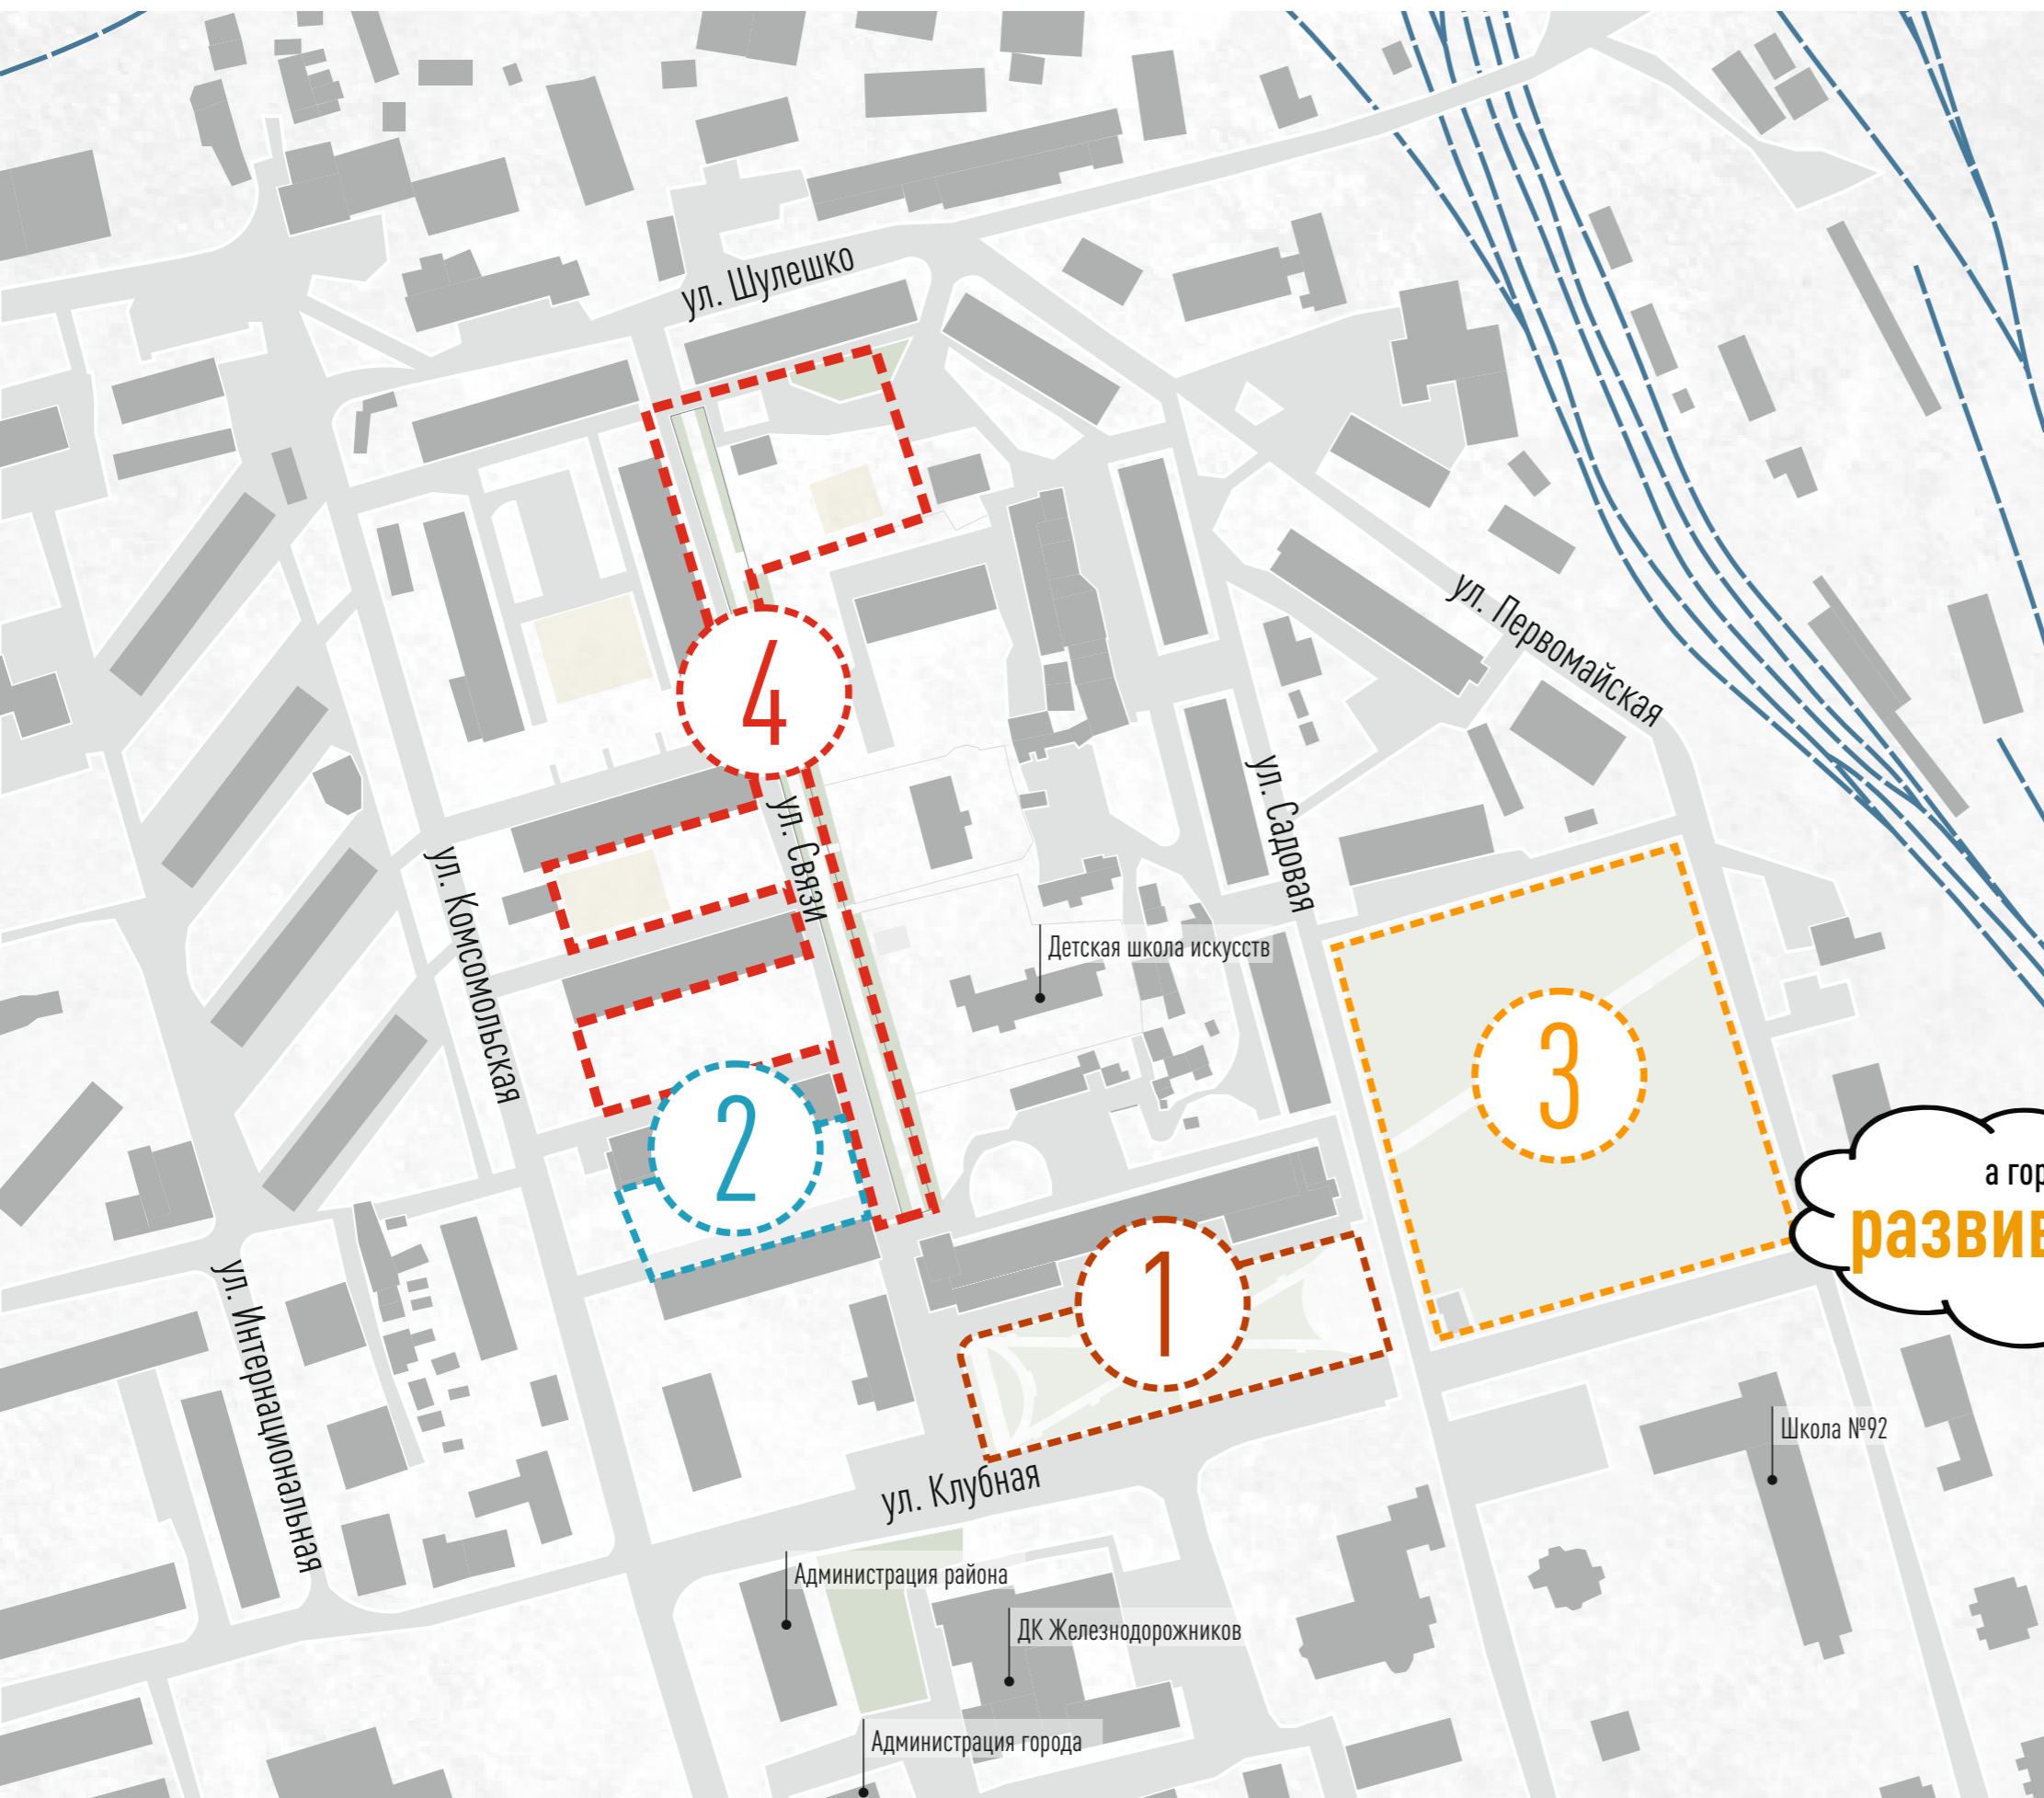 ул. Шулешко
ул. Первомайская
4
ул. Связи
ул. Садовая
ул. Комсомольская
Детская школа искусств
3
2
а гор
развив
1
ул. Интернациональная
Школа №92
ул. Клубная
Администрация района
ДК Железнодорожников
Администрация города